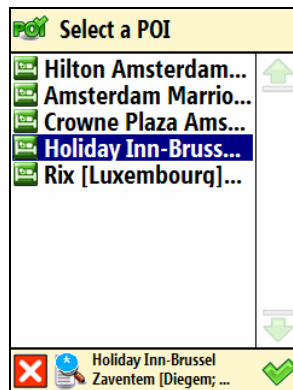 POI Select a POI
Hilton Amsterdam...
Amsterdam Marrio...
Crowne Plaza Ams...
Holiday Inn-Bruss...
Rix [Luxembourg]...
Holiday Inn-Brussel
Zaventem [Diegem; ...